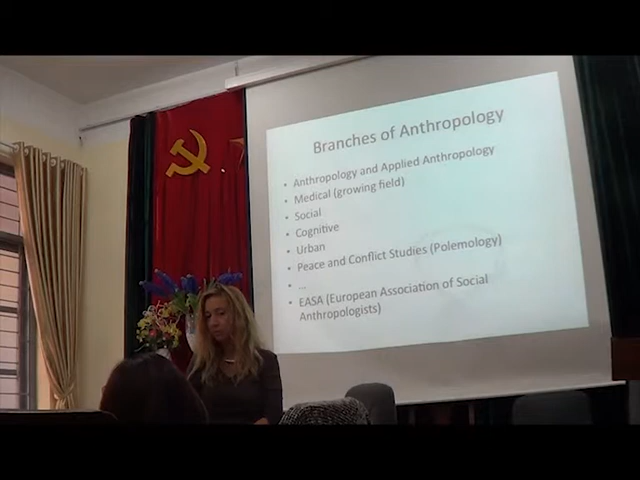 Branches of Anthropology
• Anthropology and Applied Anthropology
• Medical (growing field)
• Social
• Cognitive
• Urban
• Peace and Conflict Studies (Polemology)
• ...
• EASA (European Association of Social
Anthropologists)